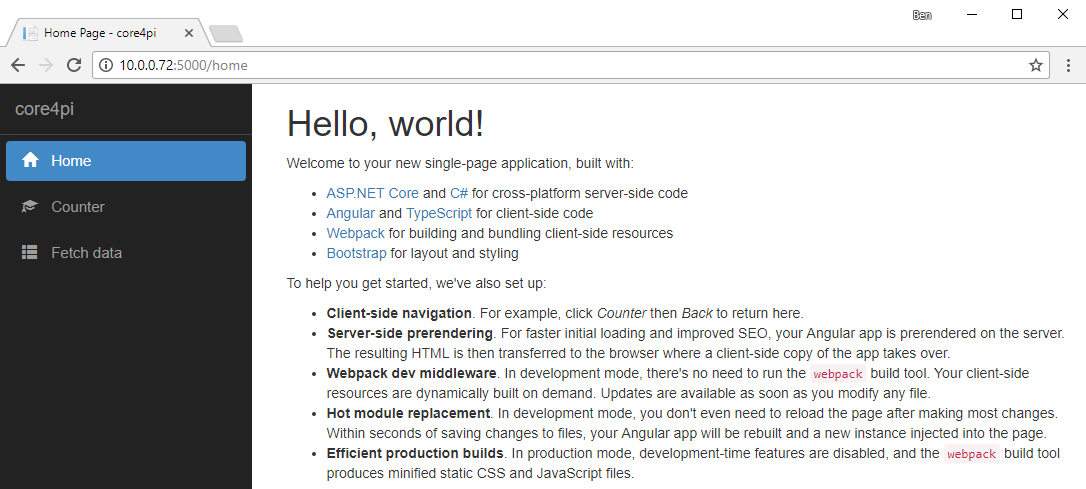 Ben
Home Page - core4pi
10.0.0.72:5000/home
core4pi
Home
Counter
Fetch data
Hello, world!
Welcome to your new single-page application, built with:
• ASP.NET Core and C# for cross-platform server-side code
• Angular and TypeScript for client-side code
• Webpack for building and bundling client-side resources
• Bootstrap for layout and styling
To help you get started, we've also set up:
• Client-side navigation. For example, click Counter then Back to return here.
• Server-side prerendering. For faster initial loading and improved SEO, your Angular app is prerendered on the server.
The resulting HTML is then transferred to the browser where a client-side copy of the app takes over.
• Webpack dev middleware. In development mode, there's no need to run the webpack build tool. Your client-side
resources are dynamically built on demand. Updates are available as soon as you modify any file.
• Hot module replacement. In development mode, you don't even need to reload the page after making most changes.
Within seconds of saving changes to files, your Angular app will be rebuilt and a new instance injected into the page.
• Efficient production builds. In production mode, development-time features are disabled, and the webpack build tool
produces minified static CSS and JavaScript files.